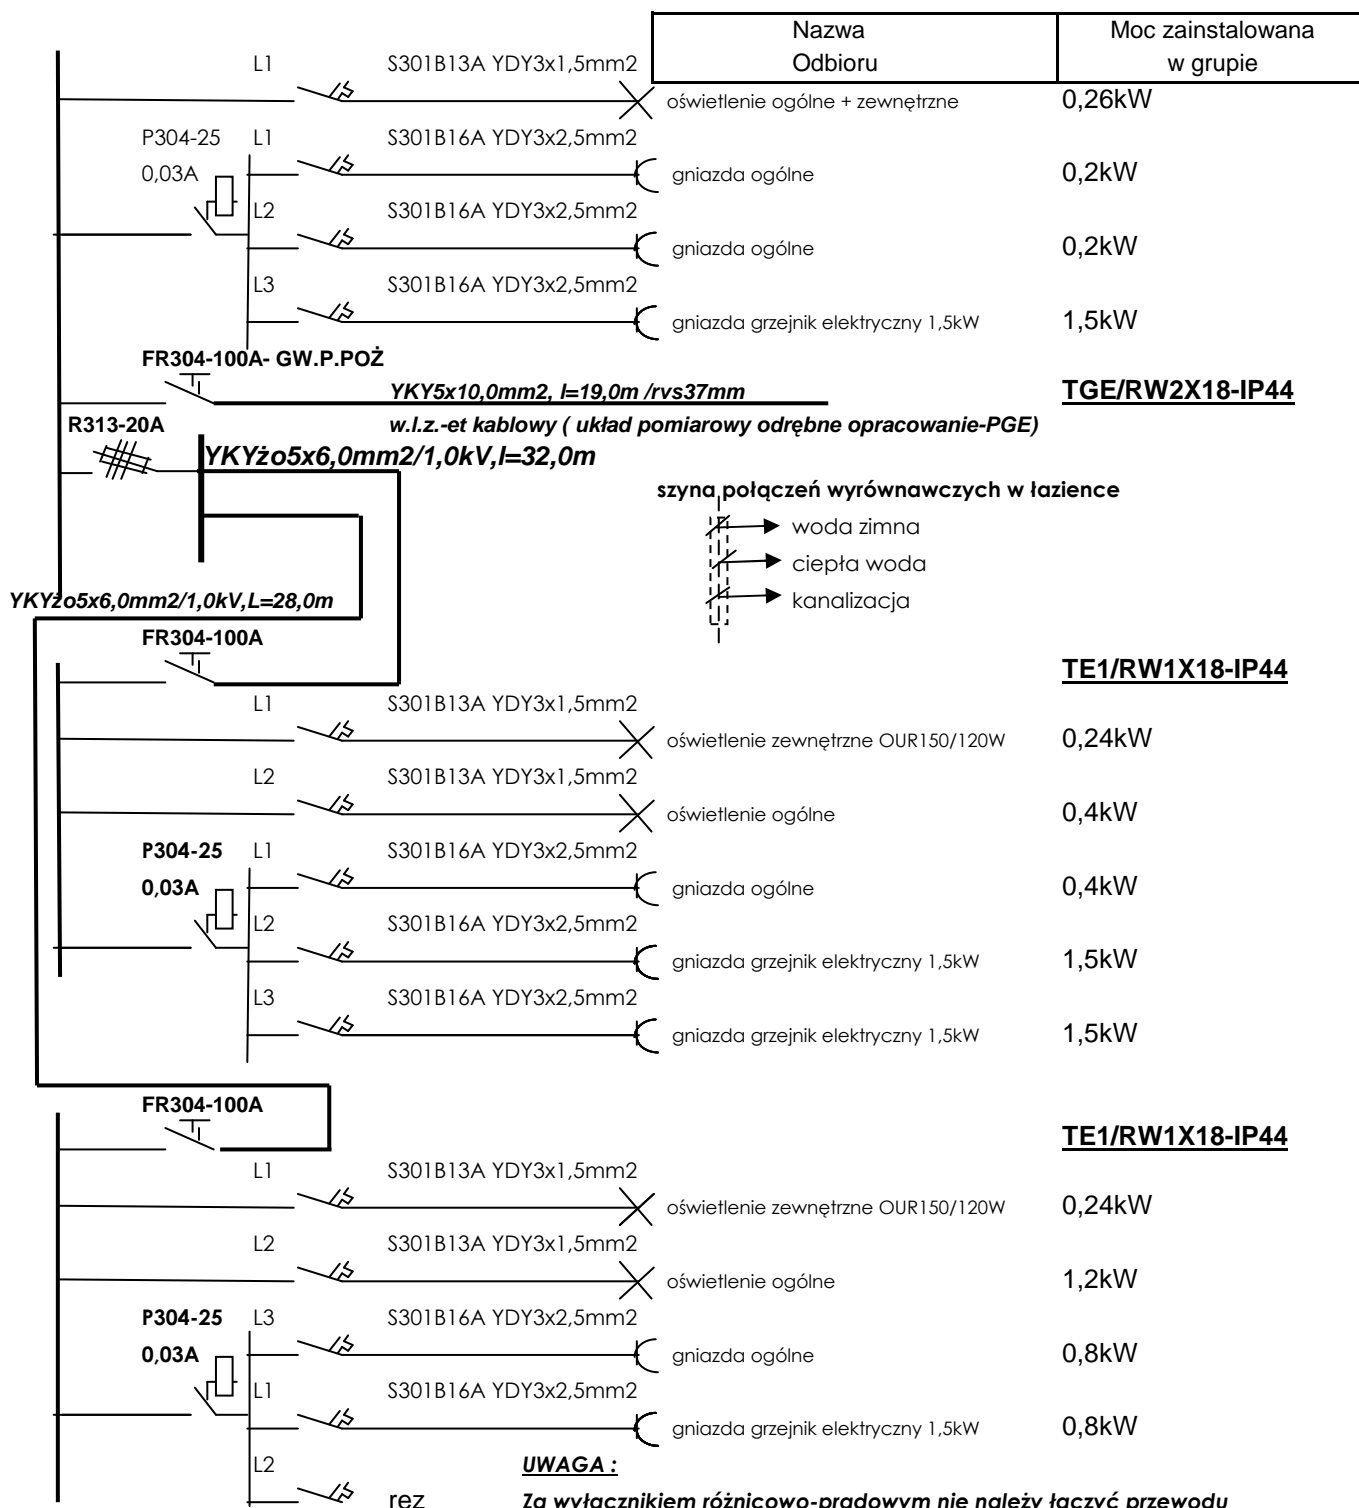 Nazwa Moc zainstalowana
Odbioru w grupie
L1 S301B13A YDY3x1,5mm2
oświetlenie ogólne + zewnętrzne 0,26kW
P304-25 L1 S301B16A YDY3x2,5mm2
0,03A gniazda ogólne 0,2kW
L2 S301B16A YDY3x2,5mm2
gniazda ogólne 0,2kW
L3 S301B16A YDY3x2,5mm2
gniazda grzejnik elektryczny 1,5kW 1,5kW
FR304-100A- GW.P.POŻ
YKY5x10,0mm2, l=19,0m /rvs37mm TGE/RW2X18-IP44
R313-20A w.l.z.-et kablowy ( układ pomiarowy odrębne opracowanie-PGE)
YKYżo5x6,0mm2/1,0kV,l=32,0m
szyna połączeń wyrównawczych w łazience
woda zimna
ciepła woda
kanalizacja
YKYżo5x6,0mm2/1,0kV,L=28,0m
FR304-100A
TE1/RW1X18-IP44
L1 S301B13A YDY3x1,5mm2
oświetlenie zewnętrzne OUR150/120W 0,24kW
L2 S301B13A YDY3x1,5mm2
oświetlenie ogólne 0,4kW
P304-25 L1 S301B16A YDY3x2,5mm2
0,03A gniazda ogólne 0,4kW
L2 S301B16A YDY3x2,5mm2
gniazda grzejnik elektryczny 1,5kW 1,5kW
L3 S301B16A YDY3x2,5mm2
gniazda grzejnik elektryczny 1,5kW 1,5kW
FR304-100A
TE1/RW1X18-IP44
L1 S301B13A YDY3x1,5mm2
oświetlenie zewnętrzne OUR150/120W 0,24kW
L2 S301B13A YDY3x1,5mm2
oświetlenie ogólne 1,2kW
P304-25 L3 S301B16A YDY3x2,5mm2
0,03A gniazda ogólne 0,8kW
L1 S301B16A YDY3x2,5mm2
gniazda grzejnik elektryczny 1,5kW 0,8kW
L2 UWAGA :
rez Za wyłącznikiem różnicowo-prądowym nie należy łączyć przewodu